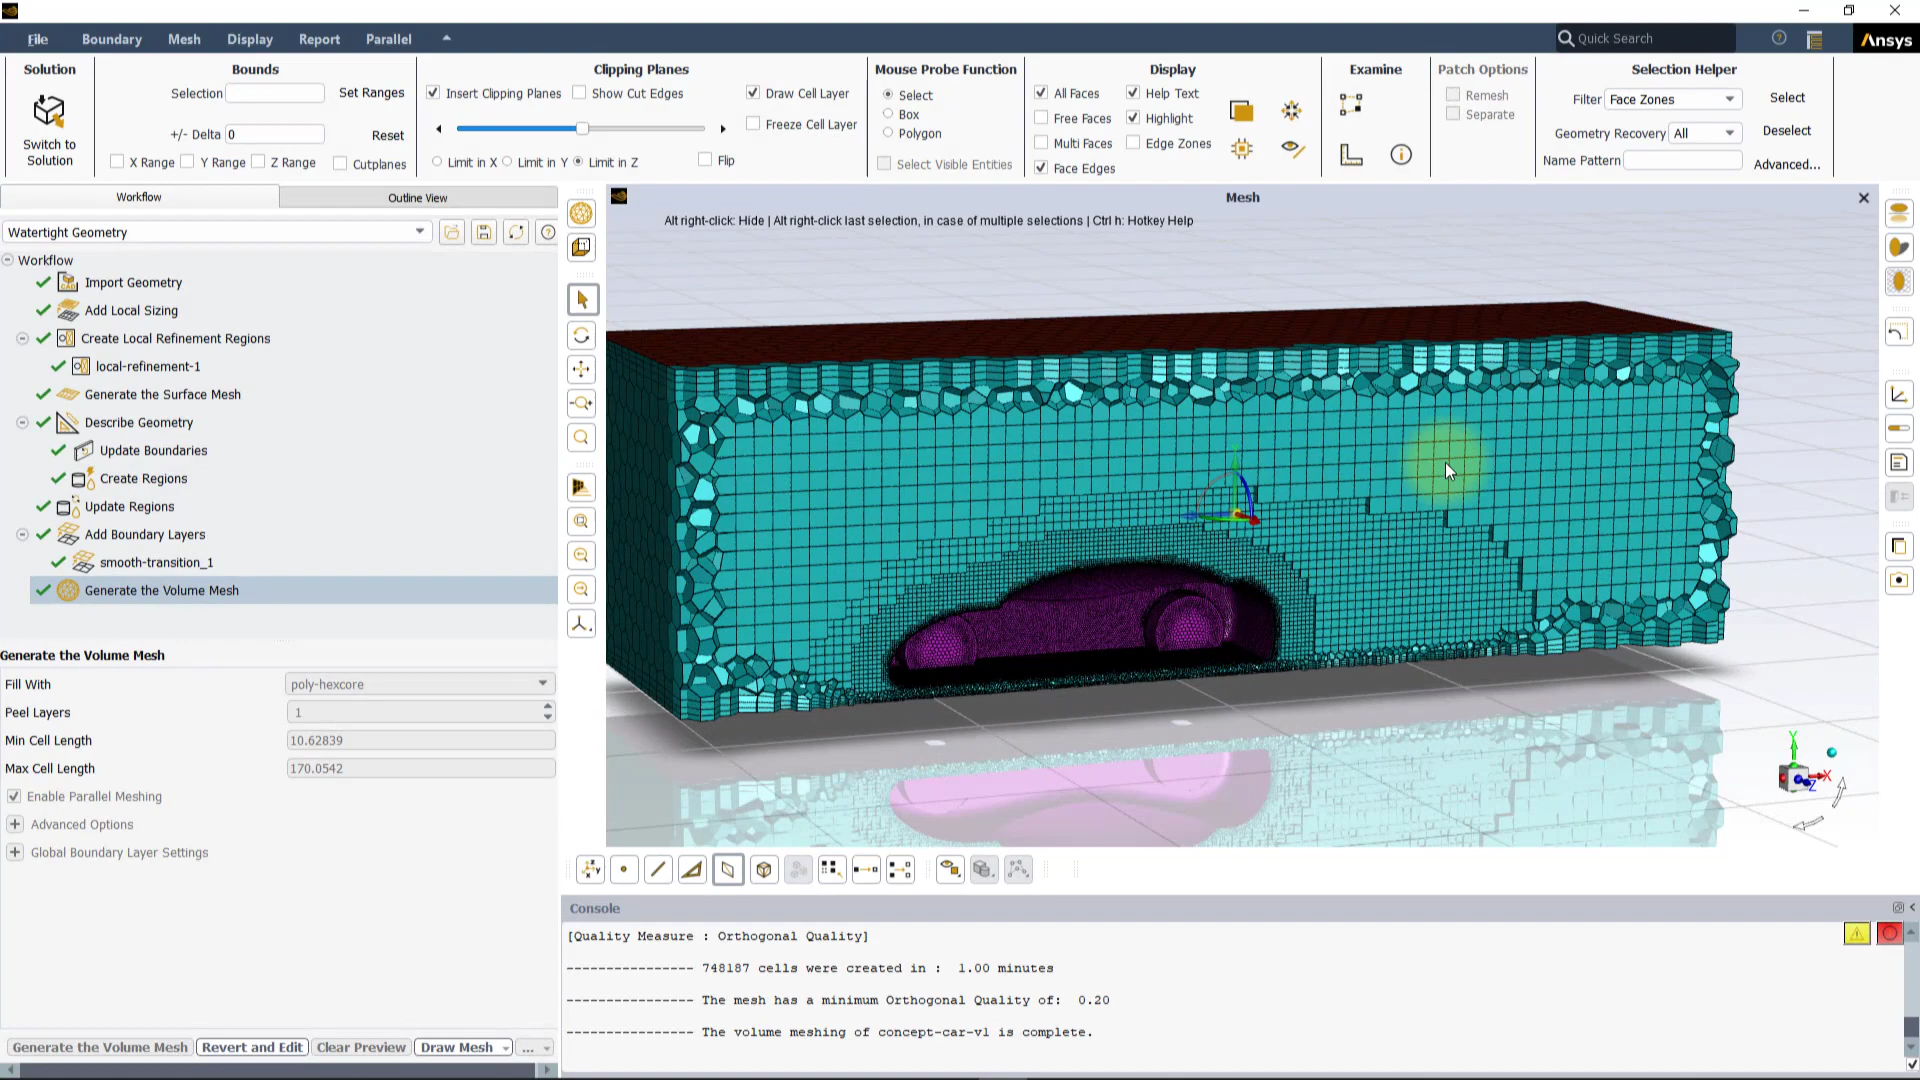 File Boundary Mesh Display Report Parallel Quick Search Ansys
Solution Bounds Clipping Planes Mouse Probe Function Display Examine Patch Options Selection Helper
Switch to Solution
Selection Set Ranges
+/- Delta 0 Reset
X Range Y Range Z Range Cutplanes
Insert Clipping Planes Show Cut Edges Draw Cell Layer
Freeze Cell Layer
Limit in X Limit in Y Limit in Z Flip
Select
Box
Polygon
Select Visible Entities
All Faces Help Text
Free Faces Highlight
Multi Faces Edge Zones
Face Edges
Remesh
Separate
Filter Face Zones Select
Geometry Recovery All Deselect
Name Pattern Advanced...
Workflow Outline View
Watertight Geometry
Workflow
Import Geometry
Add Local Sizing
Create Local Refinement Regions
local-refinement-1
Generate the Surface Mesh
Describe Geometry
Update Boundaries
Create Regions
Update Regions
Add Boundary Layers
smooth-transition_1
Generate the Volume Mesh
Generate the Volume Mesh
Fill With poly-hexcore
Peel Layers 1
Min Cell Length 10.62839
Max Cell Length 170.0542
Enable Parallel Meshing
Advanced Options
Global Boundary Layer Settings
Generate the Volume Mesh Revert and Edit Clear Preview Draw Mesh ...
Mesh
Alt right-click: Hide | Alt right-click last selection, in case of multiple selections | Ctrl h: Hotkey Help
Y
X
Z
Console
[Quality Measure : Orthogonal Quality]
---------------- 748187 cells were created in :  1.00 minutes
---------------- The mesh has a minimum Orthogonal Quality of:  0.20
---------------- The volume meshing of concept-car-v1 is complete.